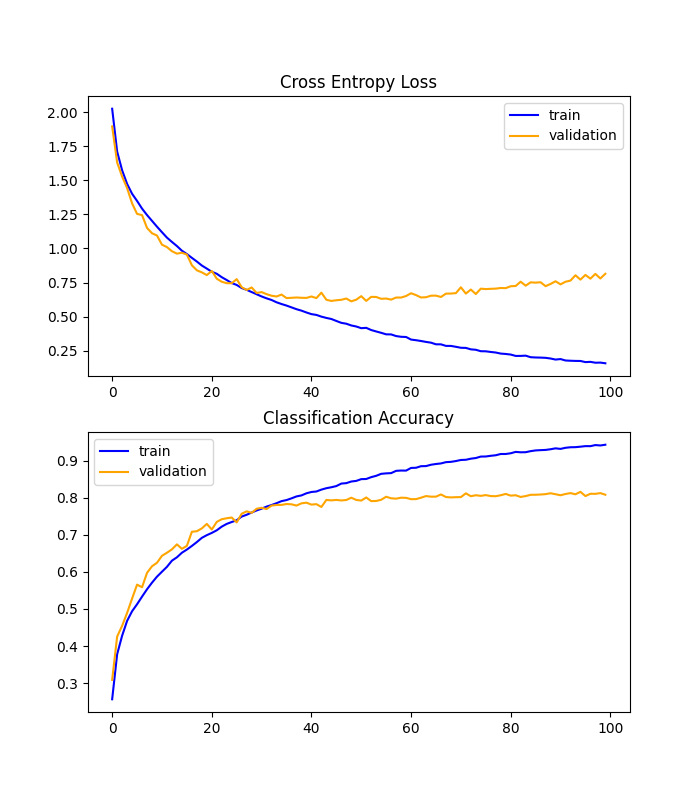 Cross Entropy Loss
2.00
1.75
1.50
1.25
1.00
0.75
0.50
0.25
train
validation
0 20 40 60 80 100
Classification Accuracy
0.9
0.8
0.7
0.6
0.5
0.4
0.3
train
validation
0 20 40 60 80 100